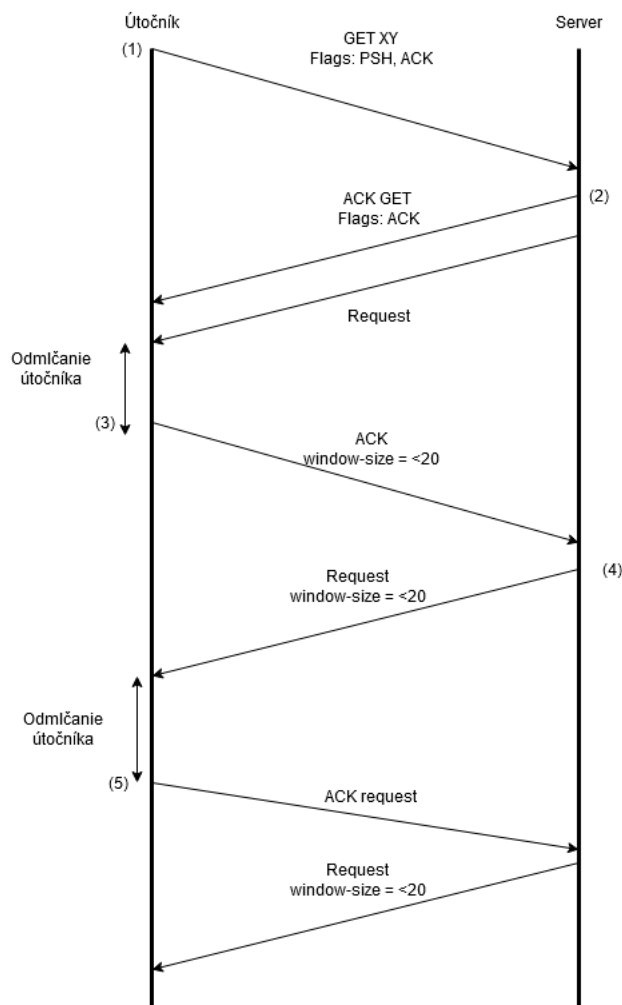 Útočník
Server
(1)
GET XY
Flags: PSH, ACK
ACK GET
Flags: ACK
(2)
Request
Odmlčanie
útočníka
(3)
ACK
window-size = <20
Request
window-size = <20
(4)
Odmlčanie
útočníka
(5)
ACK request
Request
window-size = <20